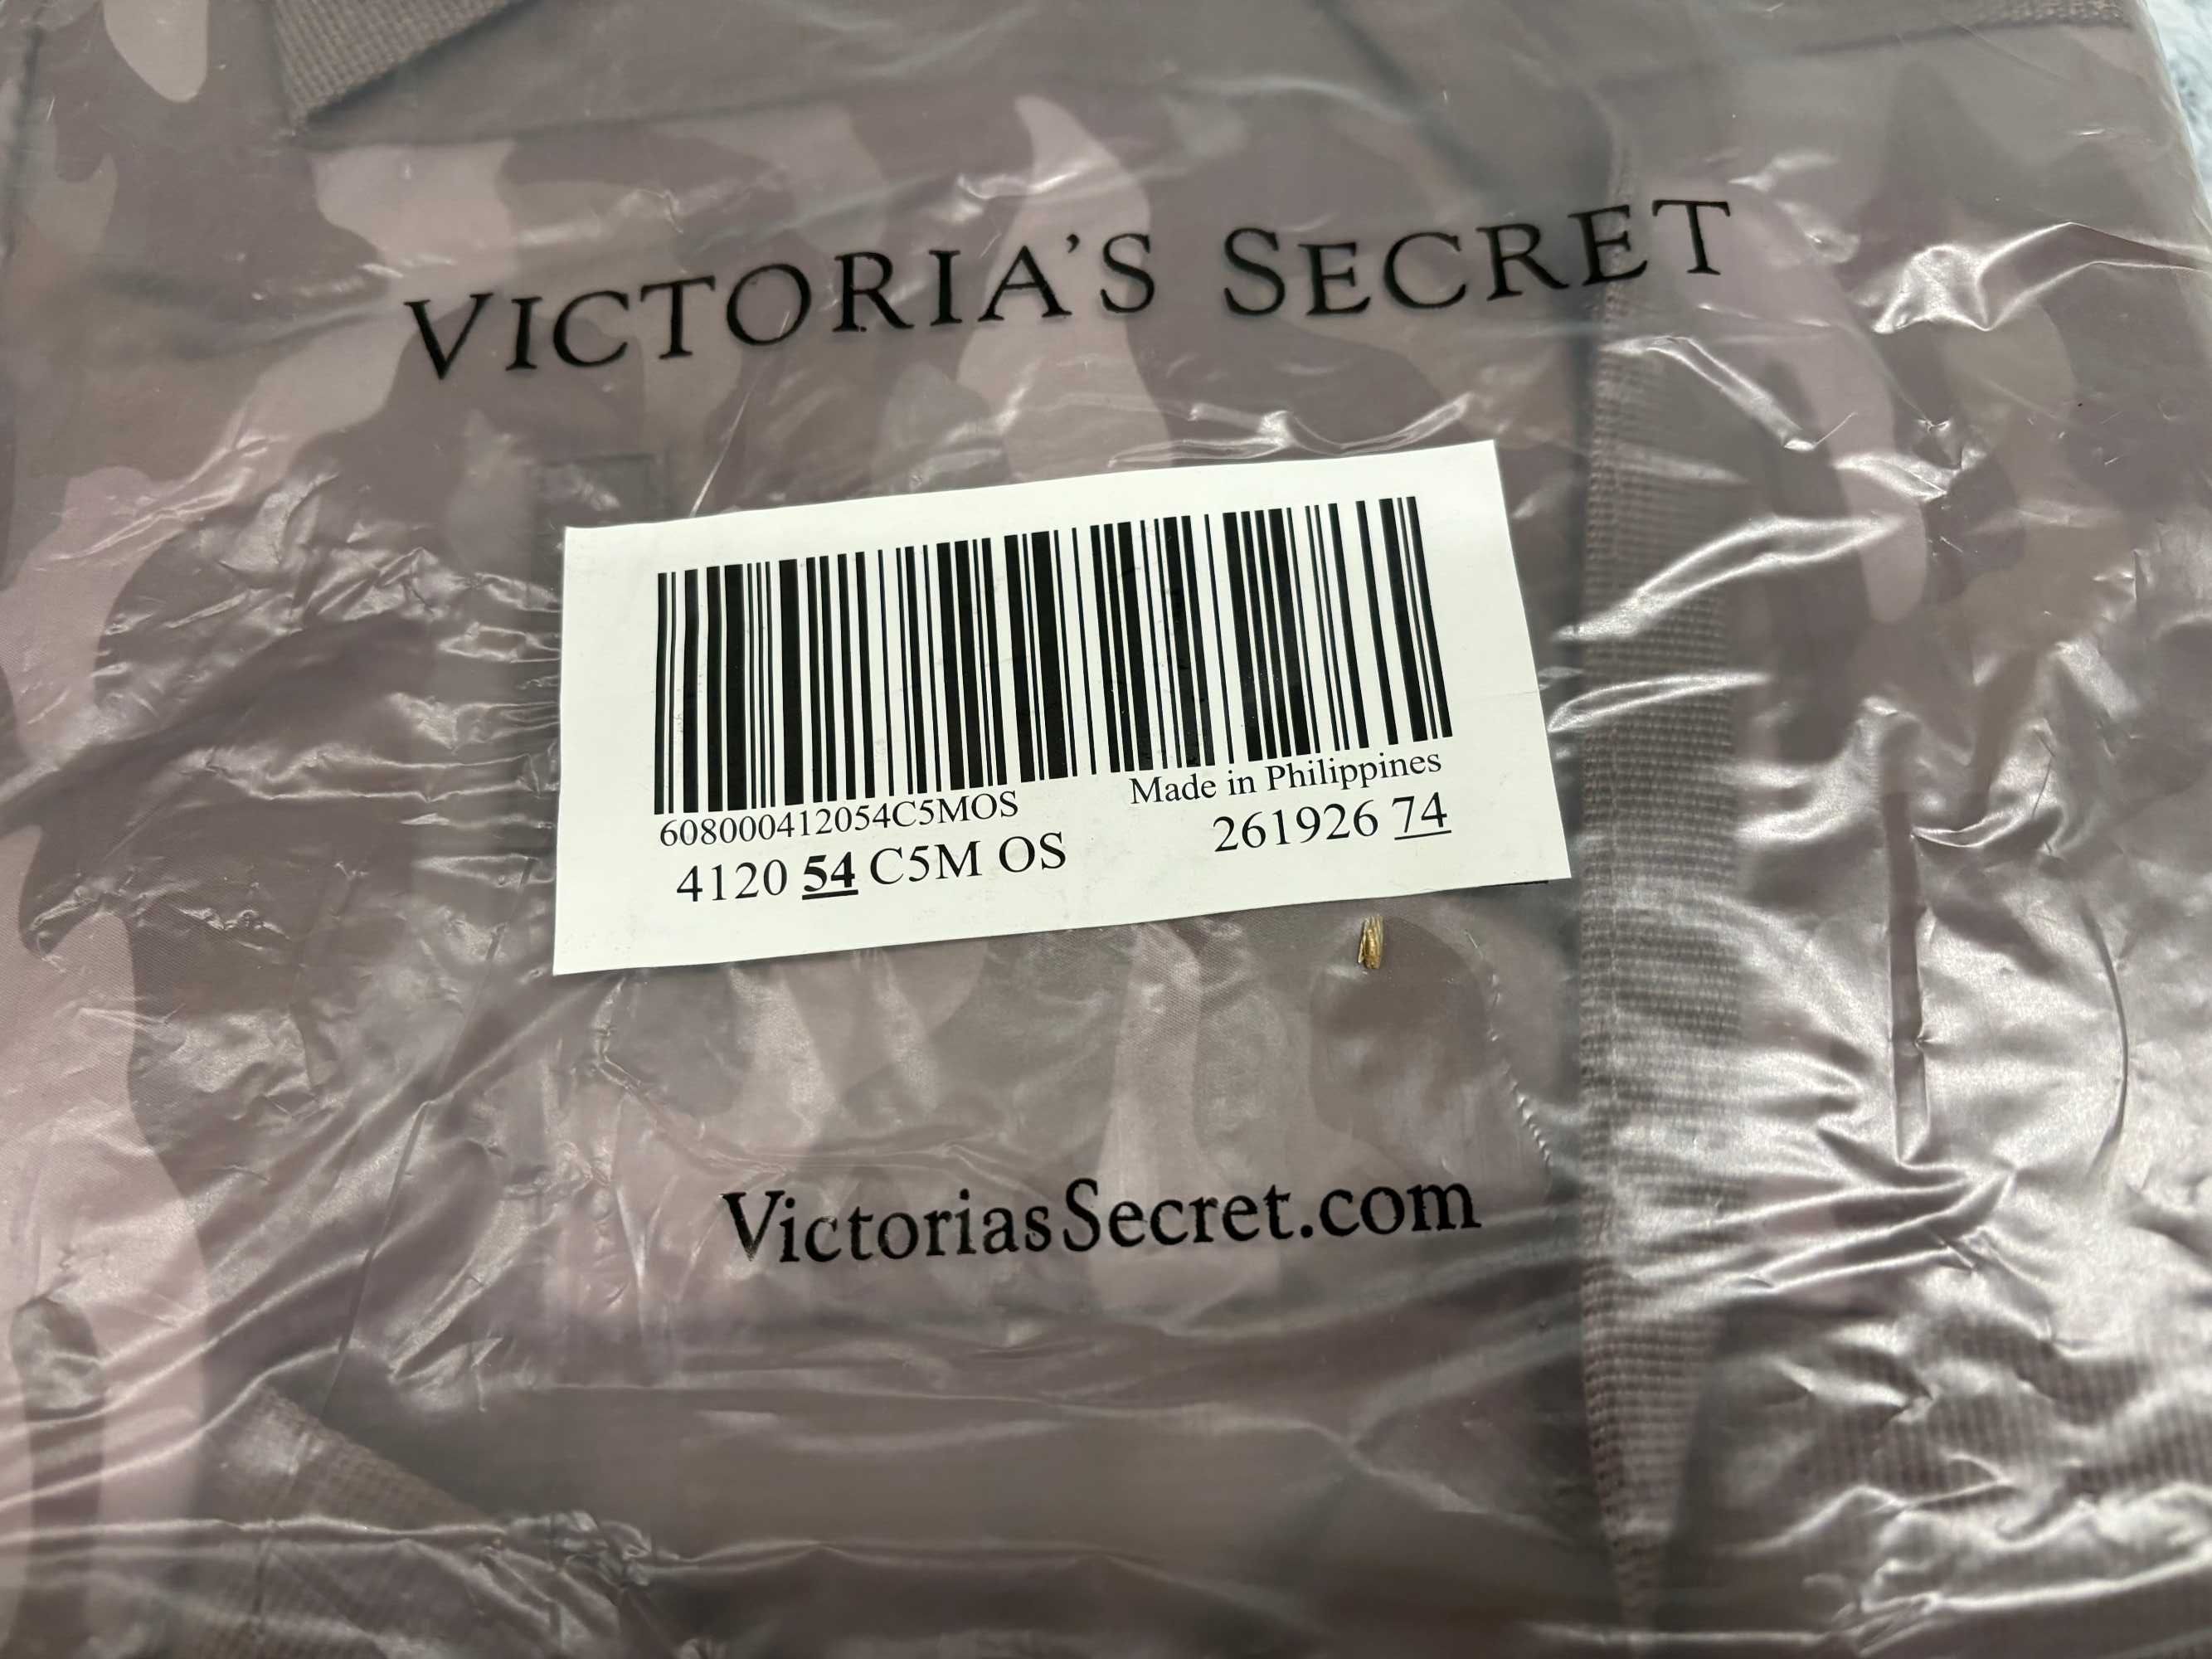 VICTORIA'S SECRET
608000412054C5MOS
Made in Philippines
4120 54 C5M OS
261926 74
VictoriasSecret.com